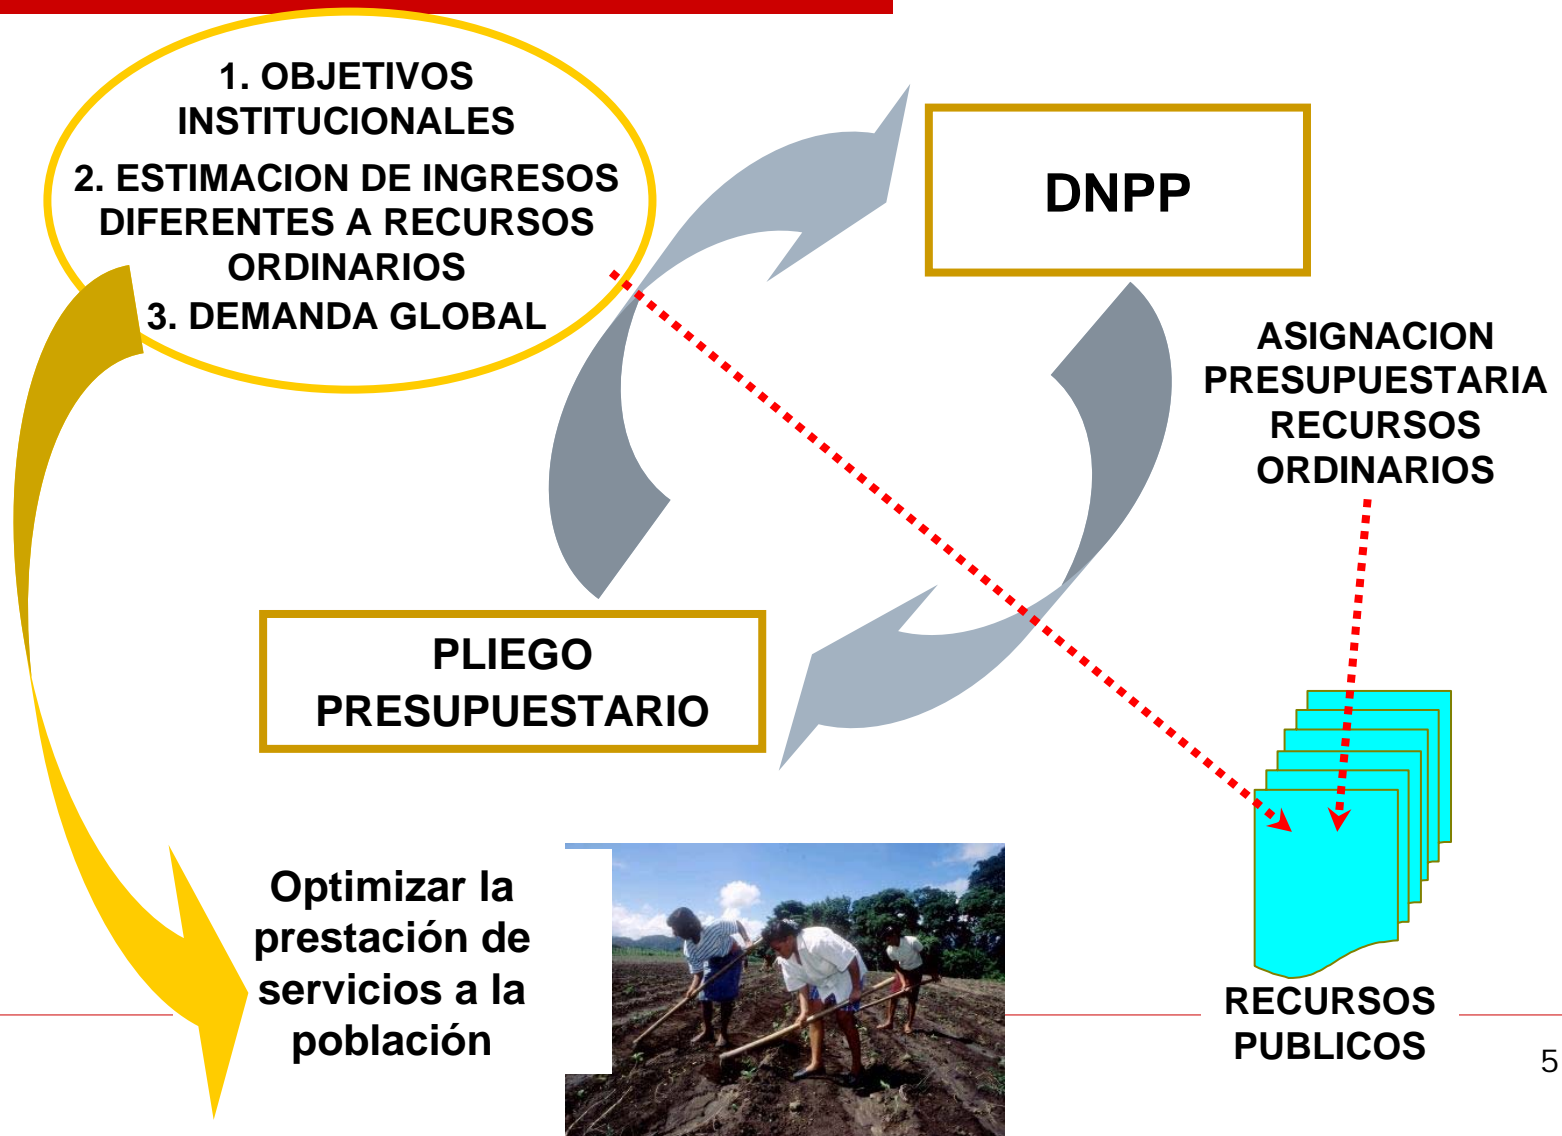 1. OBJETIVOS
INSTITUCIONALES
2. ESTIMACION DE INGRESOS
DIFERENTES A RECURSOS
ORDINARIOS
3. DEMANDA GLOBAL
DNPP
ASIGNACION
PRESUPUESTARIA
RECURSOS
ORDINARIOS
PLIEGO
PRESUPUESTARIO
Optimizar la
prestación de
servicios a la
población
RECURSOS
PUBLICOS
5